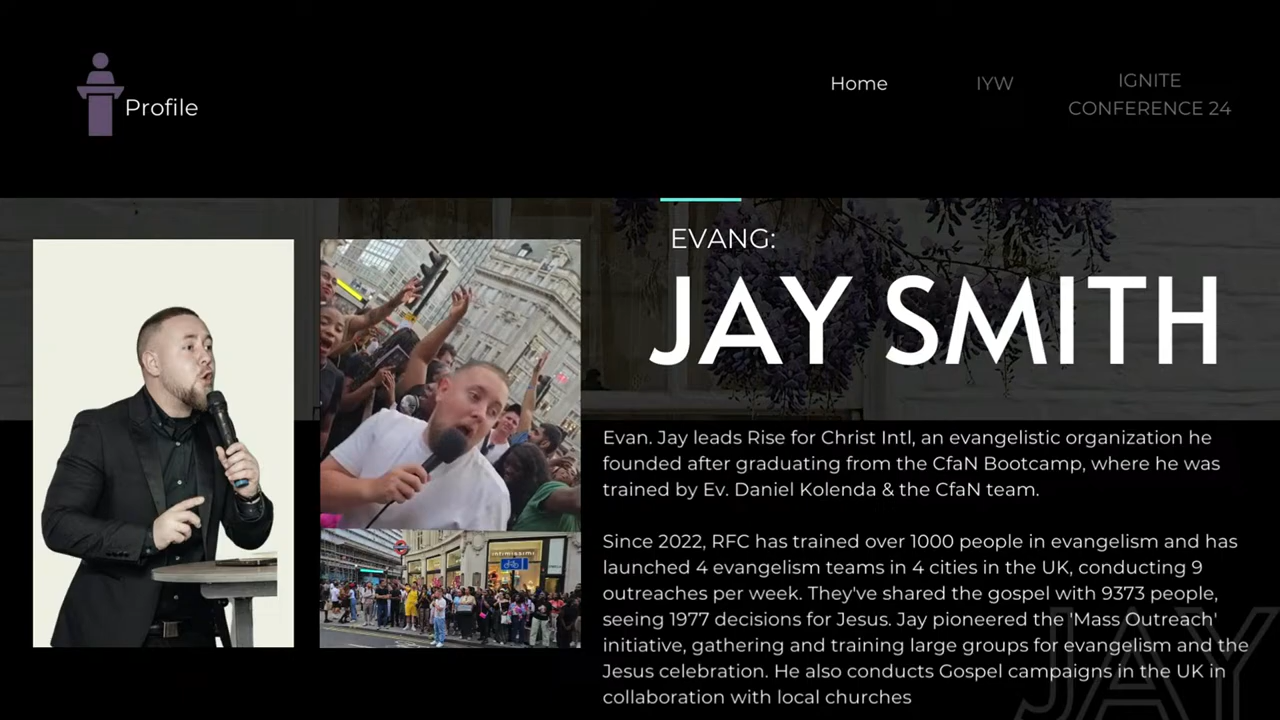 Profile
Home
IYW
IGNITE
CONFERENCE 24
EVANG:
JAY SMITH
Evan. Jay leads Rise for Christ Intl, an evangelistic organization he
founded after graduating from the CfaN Bootcamp, where he was
trained by Ev. Daniel Kolenda & the CfaN team.
Since 2022, RFC has trained over 1000 people in evangelism and has
launched 4 evangelism teams in 4 cities in the UK, conducting 9
outreaches per week. They've shared the gospel with 9373 people,
seeing 1977 decisions for Jesus. Jay pioneered the 'Mass Outreach'
initiative, gathering and training large groups for evangelism and the
Jesus celebration. He also conducts Gospel campaigns in the UK in
collaboration with local churches
JAY
intimissimi